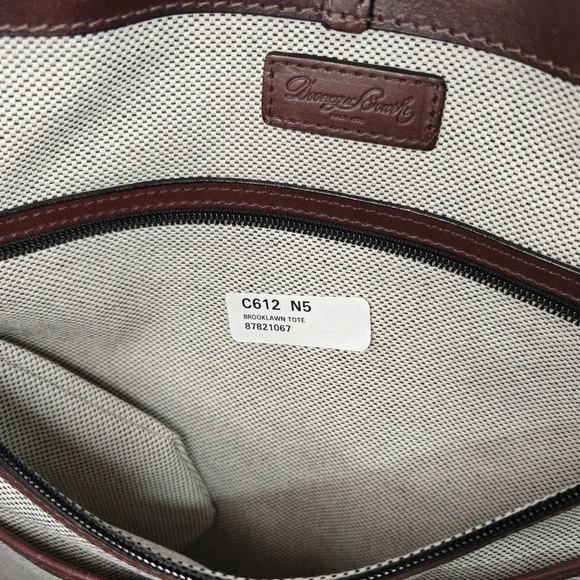 Dooney & Bourke
C612 N5
BROOKLAWN TOTE
87821067